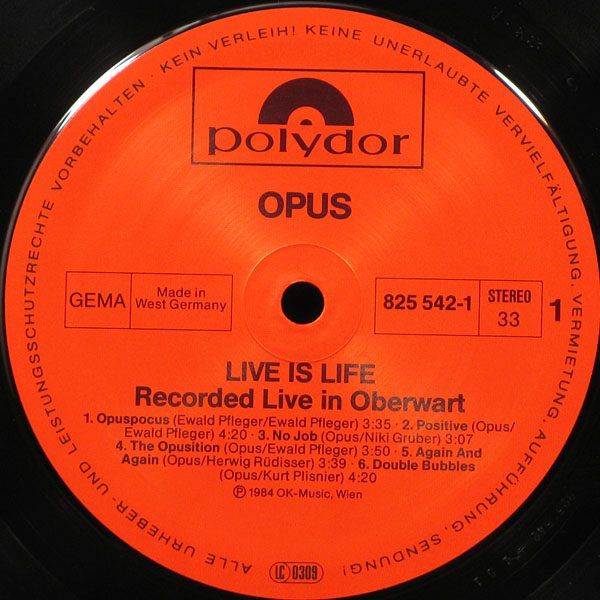 ALLE URHEBER- UND LEISTUNGSSCHUTZRECHTE VORBEHALTEN · KEIN VERLEIH! KEINE UNERLAUBTE VERVIELFÄLTIGUNG, VERMIETUNG, AUFFÜHRUNG, SENDUNG!
polydor
OPUS
GEMA
Made in
West Germany
825 542-1
STEREO
33
1
LIVE IS LIFE
Recorded Live in Oberwart
1. Opuspocus (Ewald Pfleger/Ewald Pfleger) 3:35 · 2. Positive (Opus/
Ewald Pfleger) 4:20 · 3. No Job (Opus/Niki Gruber) 3:07
4. The Opusition (Opus/Ewald Pfleger) 3:50 · 5. Again And
Again (Opus/Herwig Rüdisser) 3:39 · 6. Double Bubbles
(Opus/Kurt Plisnier) 4:20
Ⓟ 1984 OK-Music, Wien
LC 0309